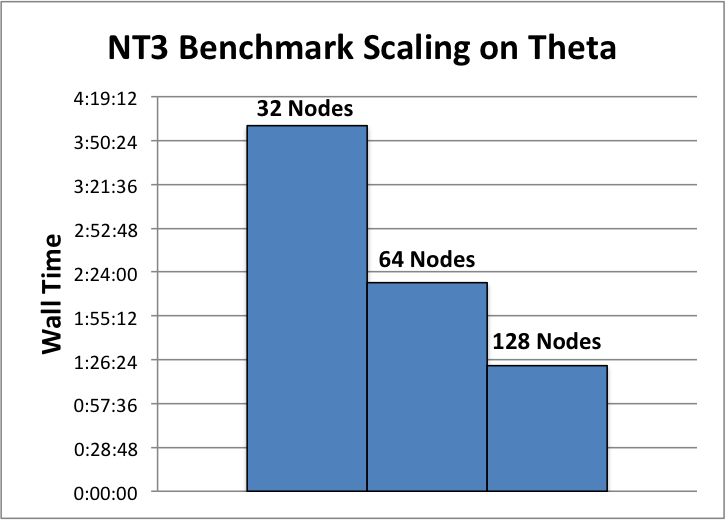 NT3 Benchmark Scaling on Theta
Wall Time
4:19:12
3:50:24
3:21:36
2:52:48
2:24:00
1:55:12
1:26:24
0:57:36
0:28:48
0:00:00
32 Nodes
64 Nodes
128 Nodes